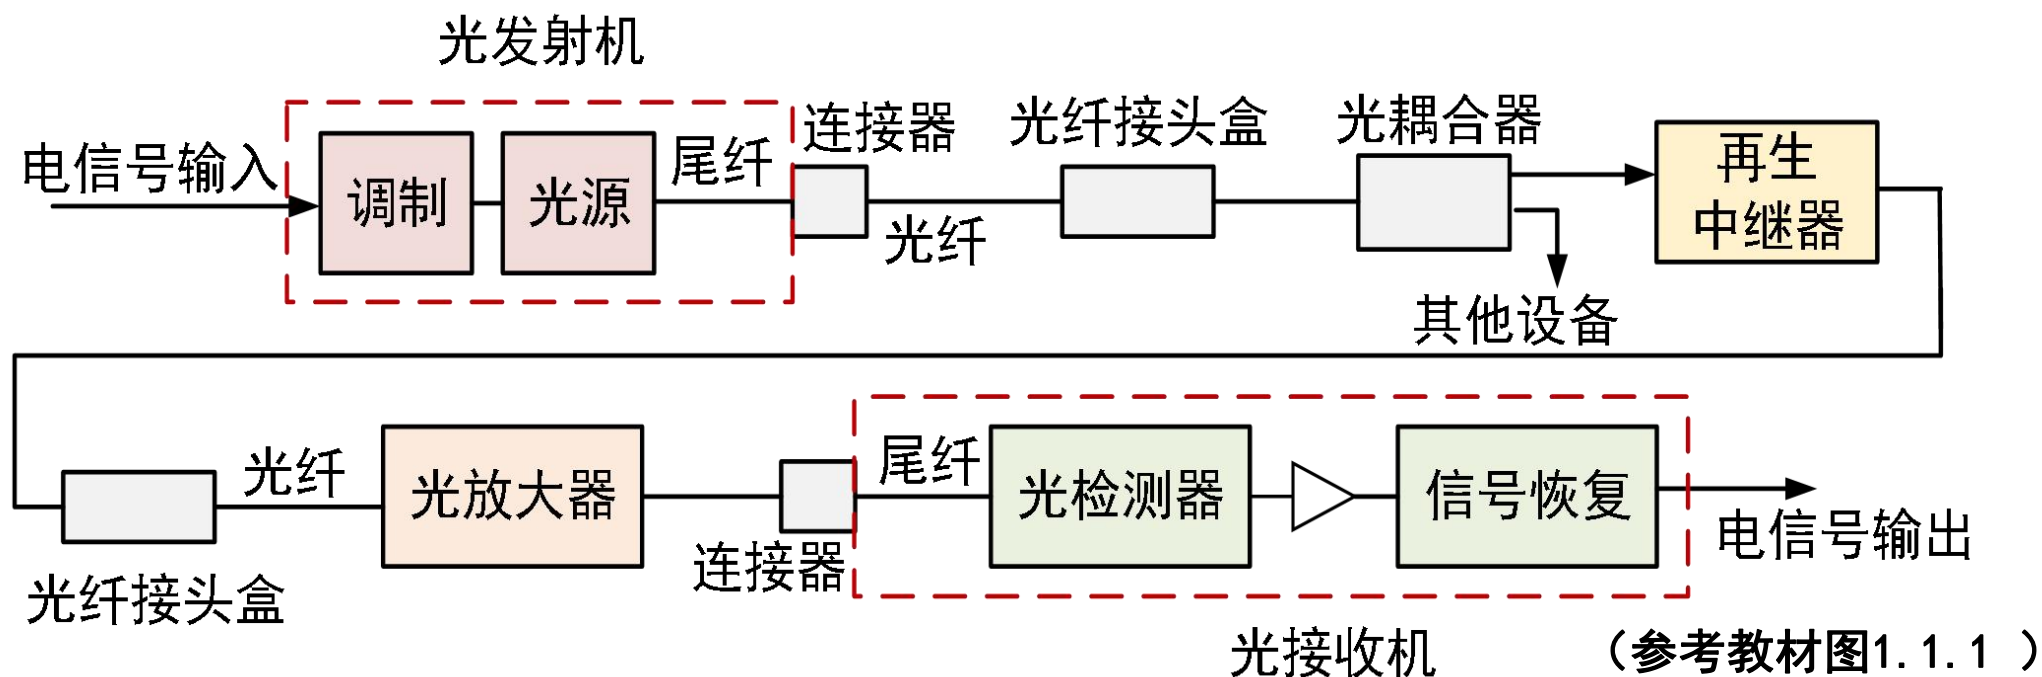 光发射机
电信号输入
调制
光源
尾纤
连接器
光纤
光纤接头盒
光耦合器
其他设备
再生
中继器
光纤接头盒
光纤
光放大器
连接器
尾纤
光检测器
信号恢复
电信号输出
光接收机
（参考教材图1.1.1 ）